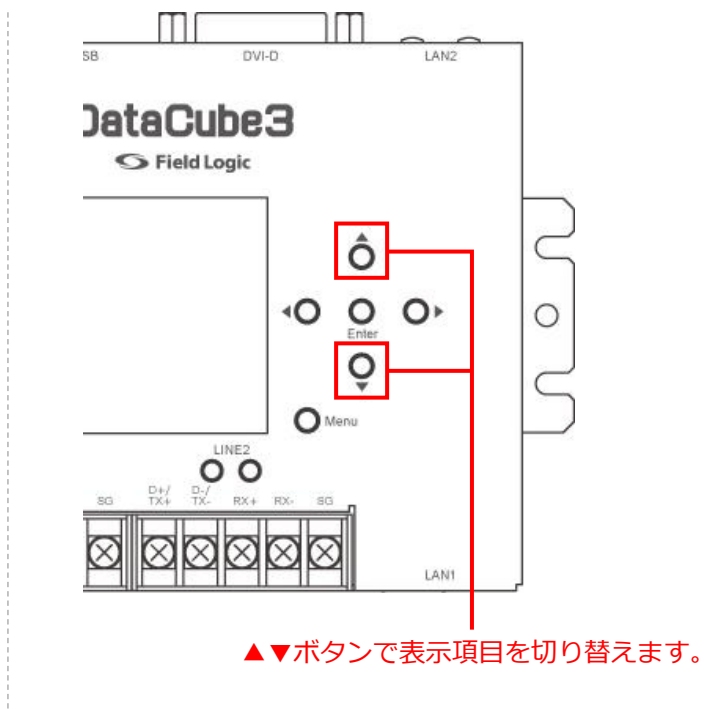 SB DVI-D LAN2
DataCube3
Field Logic
▲
◀ ▶
Enter
▼
Menu
LINE2
D+/ D-/
SG TX+ TX- RX+ RX- SG
LAN1
▲▼ボタンで表示項目を切り替えます。